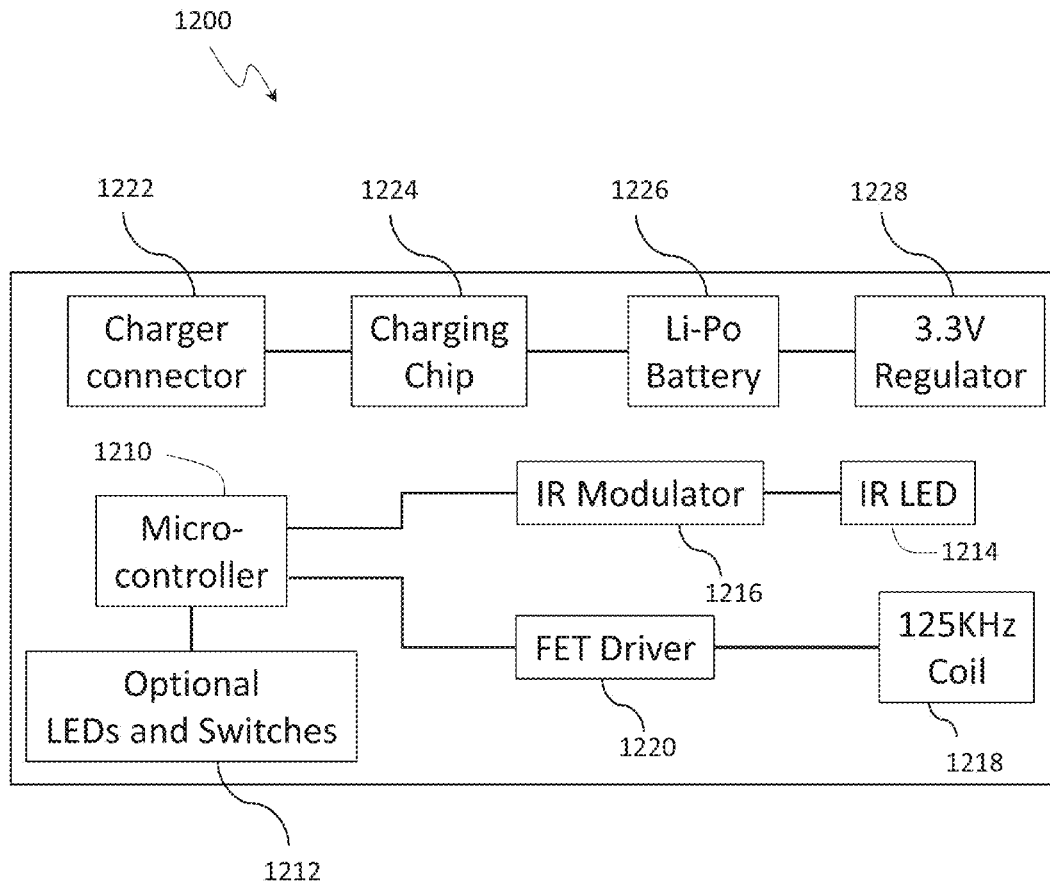 1200
1222
1224
1226
1228
Charger
connector
Charging
Chip
Li-Po
Battery
3.3V
Regulator
1210
Micro-
controller
IR Modulator
IR LED
1214
1216
FET Driver
125KHz
Coil
1220
1218
Optional
LEDs and Switches
1212